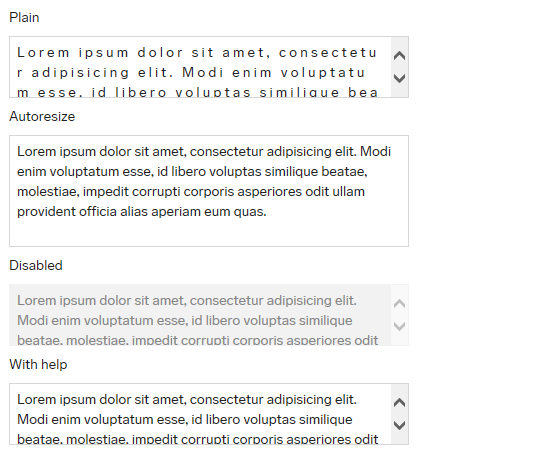 Plain
Lorem ipsum dolor sit amet, consectetu
r adipisicing elit. Modi enim voluptatu
m esse, id libero voluptas similique bea
Autoresize
Lorem ipsum dolor sit amet, consectetur adipisicing elit. Modi
enim voluptatum esse, id libero voluptas similique beatae,
molestiae, impedit corrupti corporis asperiores odit ullam
provident officia alias aperiam eum quas.
Disabled
Lorem ipsum dolor sit amet, consectetur adipisicing elit.
Modi enim voluptatum esse, id libero voluptas similique
beatae, molestiae, impedit corrupti corporis asperiores odit
With help
Lorem ipsum dolor sit amet, consectetur adipisicing elit.
Modi enim voluptatum esse, id libero voluptas similique
beatae, molestiae, impedit corrupti corporis asperiores odit